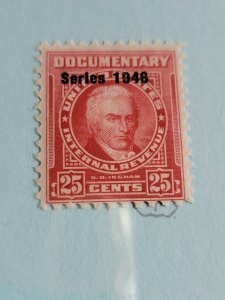 DOCUMENTARY
Series 1948
UNITED STATES
INTERNAL REVENUE
S. D. INGHAM
25 CENTS 25